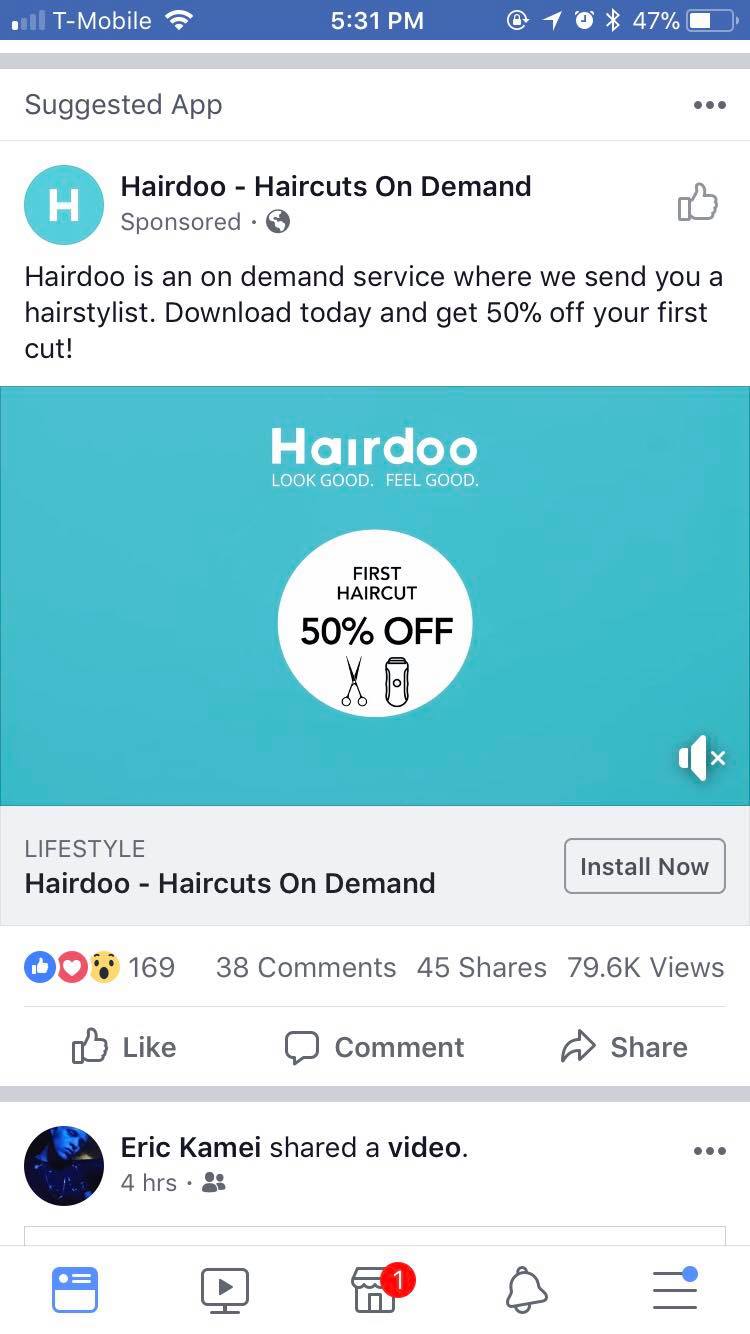 T-Mobile 5:31 PM 47%
Suggested App
H Hairdoo - Haircuts On Demand
Sponsored ·
Hairdoo is an on demand service where we send you a
hairstylist. Download today and get 50% off your first
cut!
Hairdoo
LOOK GOOD. FEEL GOOD.
FIRST
HAIRCUT
50% OFF
LIFESTYLE
Hairdoo - Haircuts On Demand
Install Now
169 38 Comments 45 Shares 79.6K Views
Like Comment Share
Eric Kamei shared a video.
4 hrs ·
1